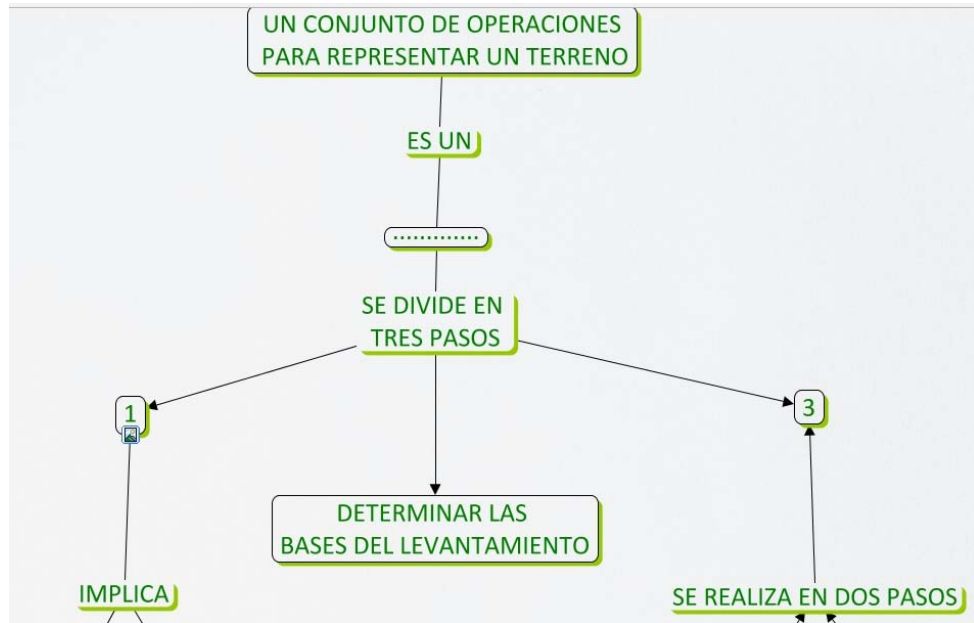 UN CONJUNTO DE OPERACIONES
PARA REPRESENTAR UN TERRENO
ES UN
.............
SE DIVIDE EN
TRES PASOS
1
3
DETERMINAR LAS
BASES DEL LEVANTAMIENTO
IMPLICA
SE REALIZA EN DOS PASOS